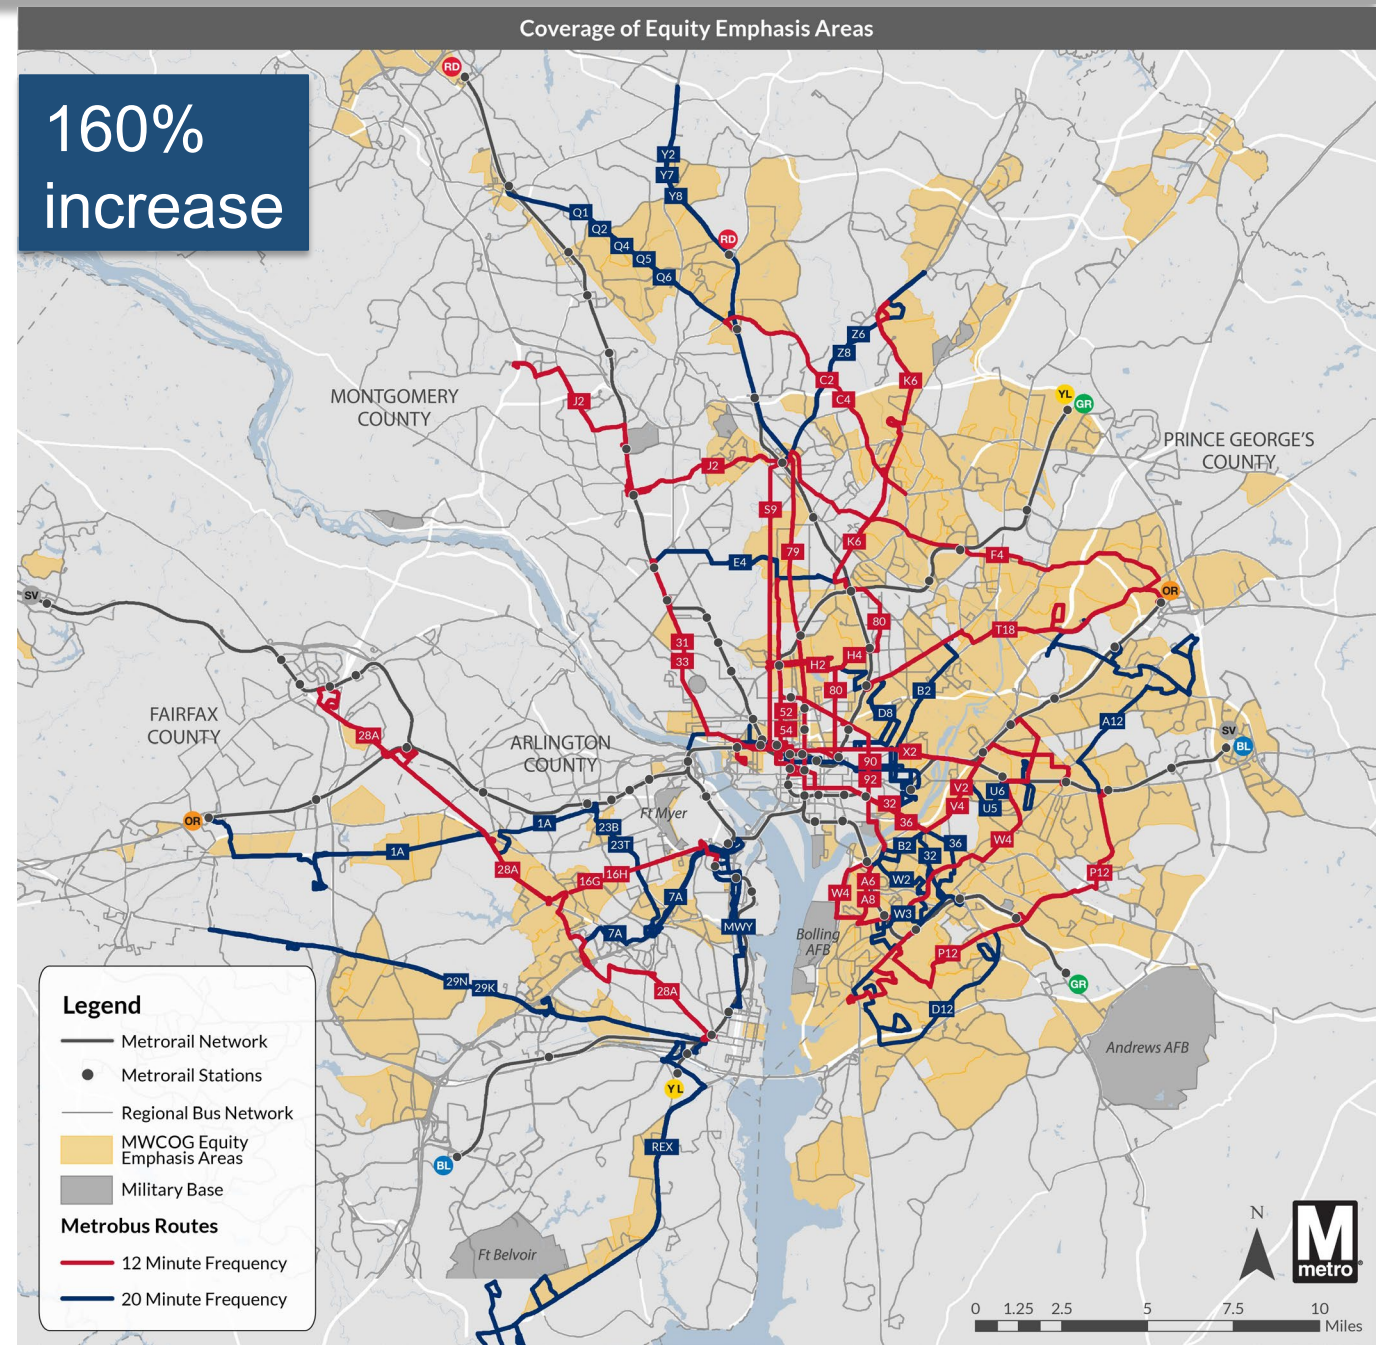 Coverage of Equity Emphasis Areas
160%
increase
RD
Y2
Y7
Y8
Q1
Q2
Q4
Q5
Q6
RD
Z6
Z8
MONTGOMERY
COUNTY
J2
C2
C4
K6
YL
GR
PRINCE GEORGE'S
COUNTY
J2
S9
79
K6
E4
F4
SV
OR
31
33
80
T18
H2
H4
80
B2
FAIRFAX
COUNTY
28A
ARLINGTON
COUNTY
52
54
D8
A12
SV
BL
X2
90
92
OR
Ft Myer
V2
V4
U6
U5
32
36
1A
1A
23B
23T
28A
16G
16H
B2
32
36
W4
W2
P12
7A
7A
W4
A6
A8
W3
MWY
Bolling
AFB
P12
29N
29K
28A
GR
D12
Andrews AFB
YL
REX
BL
Ft Belvoir
Legend
Metrorail Network
Metrorail Stations
Regional Bus Network
MWCOG Equity
Emphasis Areas
Military Base
Metrobus Routes
12 Minute Frequency
20 Minute Frequency
N
M
metro
0 1.25 2.5 5 7.5 10
Miles